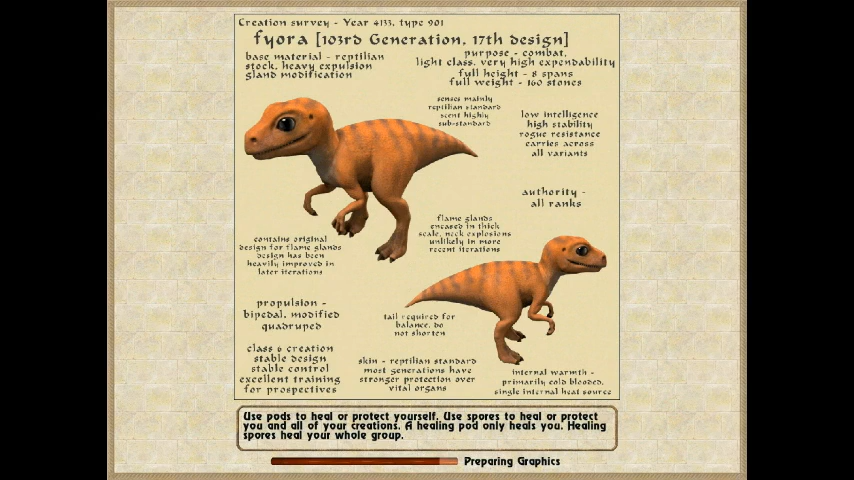 Creation survey - Year 4133, type 901
fyora [103rd Generation, 17th design]
base material - reptilian
stock, heavy expulsion
gland modification
purpose - combat,
light class, very high expendability
full height - 8 spans
full weight - 160 stones
senses mainly
reptilian standard
scent highly
sub-standard
low intelligence
high stability
rogue resistance
carries across
all variants
authority -
all ranks
flame glands
encased in thick
scale, neck explosions
unlikely in more
recent iterations
contains original
design for flame glands
design has been
heavily improved in
later iterations
propulsion -
bipedal, modified
quadruped
tail required for
balance, do
not shorten
class 6 creation
stable design
stable control
excellent training
for prospectives
skin - reptilian standard
most generations have
stronger protection over
vital organs
internal warmth -
primarily cold blooded,
single internal heat source
Use pods to heal or protect yourself. Use spores to heal or protect
you and all of your creations. A healing pod only heals you. Healing
spores heal your whole group.
Preparing Graphics